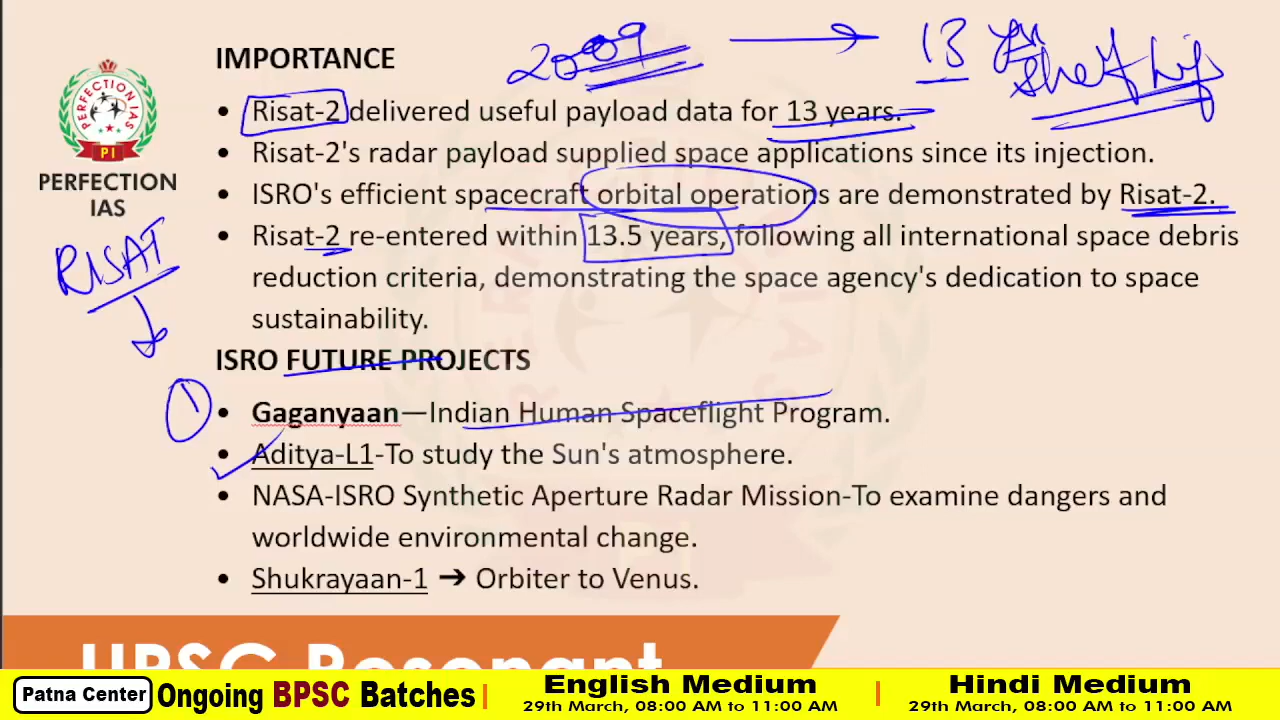 2009 → 13 yrs
shelf life
IMPORTANCE
• Risat-2 delivered useful payload data for 13 years.
• Risat-2's radar payload supplied space applications since its injection.
• ISRO's efficient spacecraft orbital operations are demonstrated by Risat-2.
• Risat-2 re-entered within 13.5 years, following all international space debris
reduction criteria, demonstrating the space agency's dedication to space
sustainability.
PERFECTION IAS
PI
PERFECTION
IAS
RISAT
ISRO FUTURE PROJECTS
1
• Gaganyaan—Indian Human Spaceflight Program.
• Aditya-L1-To study the Sun's atmosphere.
• NASA-ISRO Synthetic Aperture Radar Mission-To examine dangers and
worldwide environmental change.
• Shukrayaan-1 ➔ Orbiter to Venus.
PI
UPSC Resonant
Patna Center Ongoing BPSC Batches | English Medium | Hindi Medium
29th March, 08:00 AM to 11:00 AM 29th March, 08:00 AM to 11:00 AM